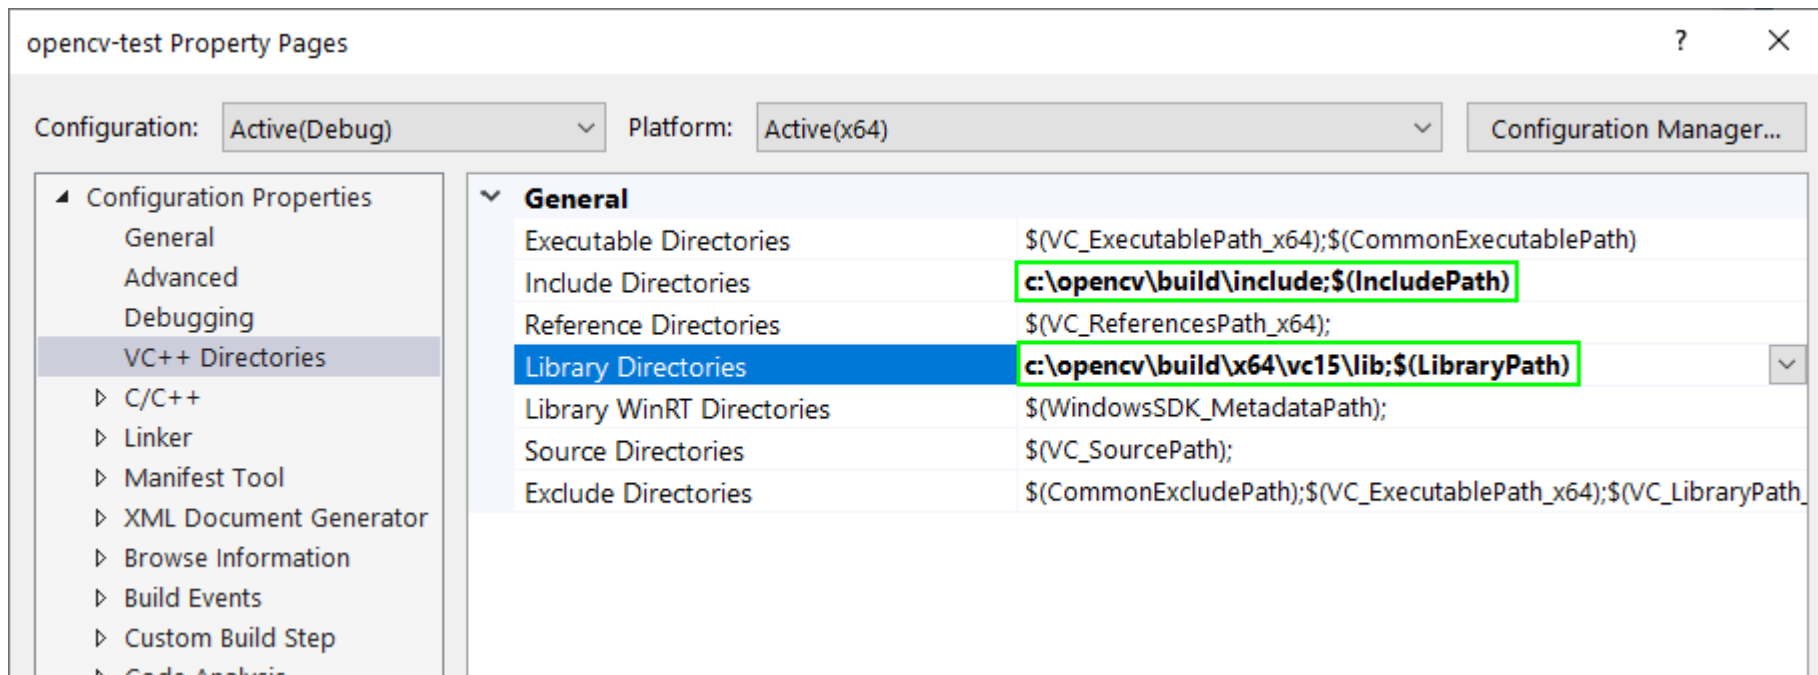 opencv-test Property Pages ?
Configuration: Active(Debug) Platform: Active(x64) Configuration Manager...
Configuration Properties
General
Advanced
Debugging
VC++ Directories
C/C++
Linker
Manifest Tool
XML Document Generator
Browse Information
Build Events
Custom Build Step
Code Analysis
General
Executable Directories $(VC_ExecutablePath_x64);$(CommonExecutablePath)
Include Directories c:\opencv\build\include;$(IncludePath)
Reference Directories $(VC_ReferencesPath_x64);
Library Directories c:\opencv\build\x64\vc15\lib;$(LibraryPath)
Library WinRT Directories $(WindowsSDK_MetadataPath);
Source Directories $(VC_SourcePath);
Exclude Directories $(CommonExcludePath);$(VC_ExecutablePath_x64);$(VC_LibraryPath_